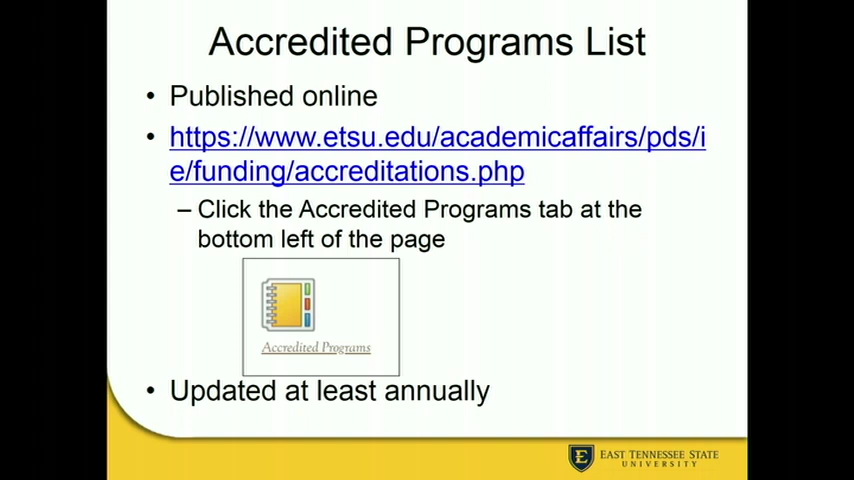 Accredited Programs List
• Published online
• https://www.etsu.edu/academicaffairs/pds/i
e/funding/accreditations.php
– Click the Accredited Programs tab at the
bottom left of the page
Accredited Programs
• Updated at least annually
E
EAST TENNESSEE STATE
UNIVERSITY